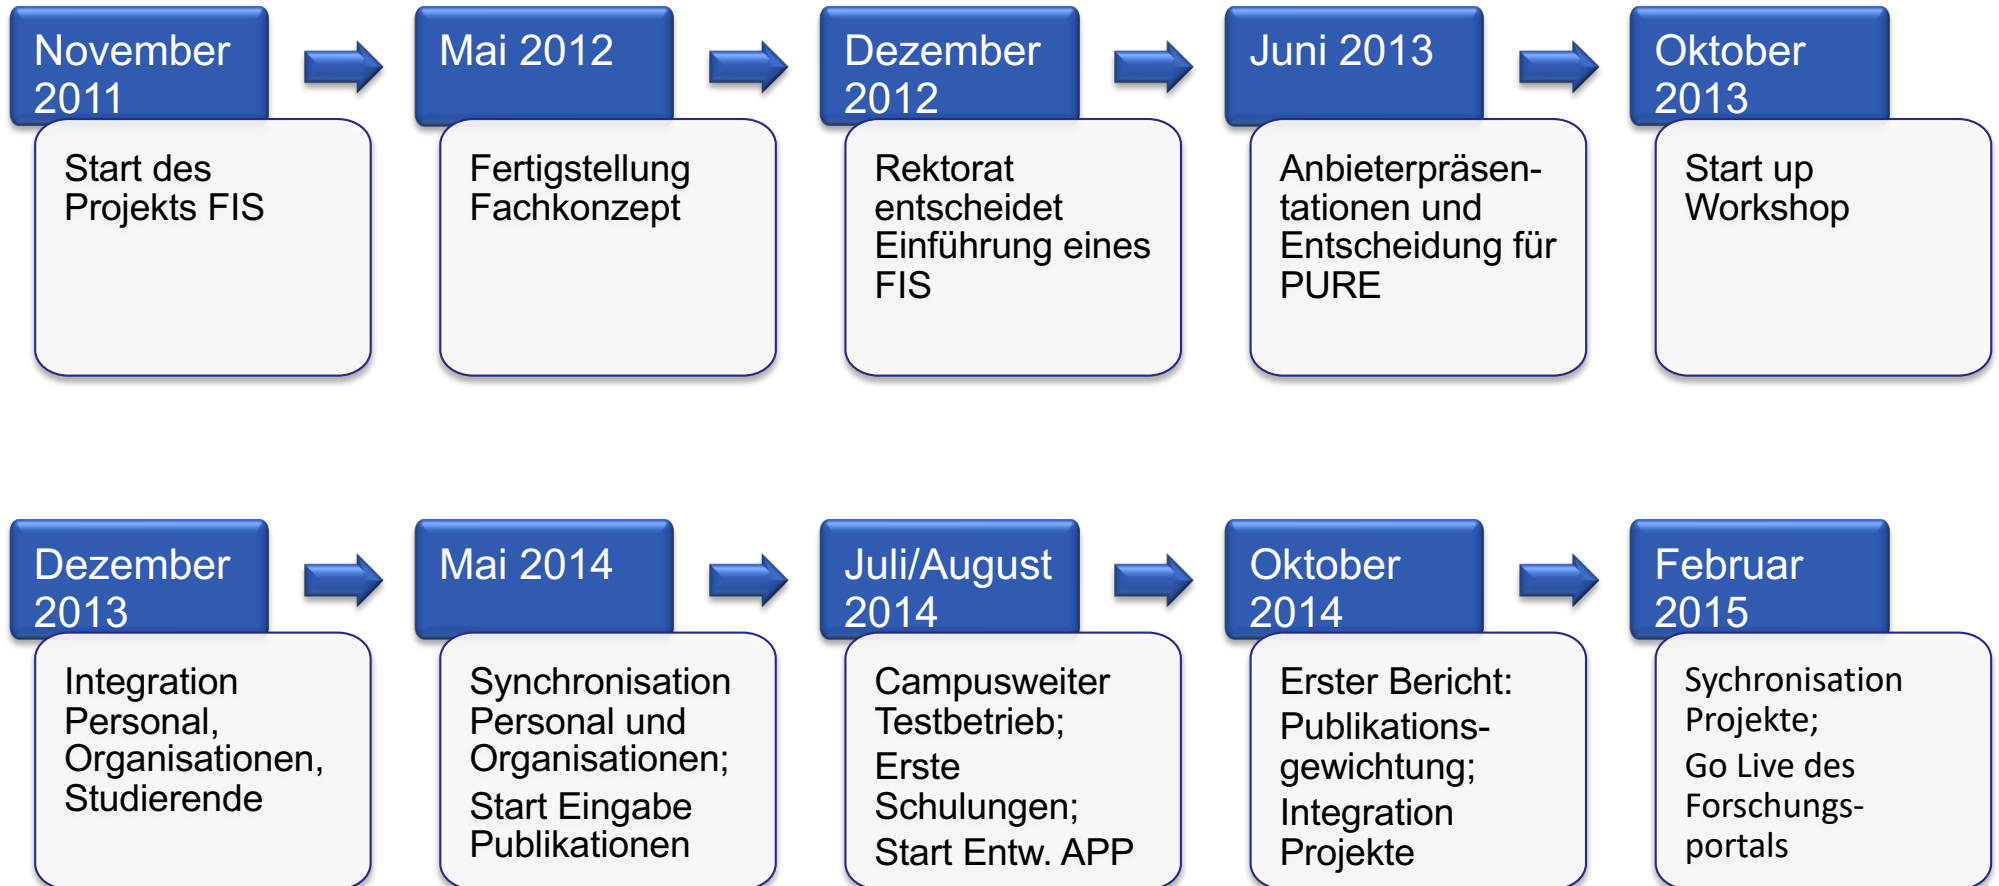 November
2011
Start des
Projekts FIS
Mai 2012
Fertigstellung
Fachkonzept
Dezember
2012
Rektorat
entscheidet
Einführung eines
FIS
Juni 2013
Anbieterpräsen-
tationen und
Entscheidung für
PURE
Oktober
2013
Start up
Workshop
Dezember
2013
Integration
Personal,
Organisationen,
Studierende
Mai 2014
Synchronisation
Personal und
Organisationen;
Start Eingabe
Publikationen
Juli/August
2014
Campusweiter
Testbetrieb;
Erste
Schulungen;
Start Entw. APP
Oktober
2014
Erster Bericht:
Publikations-
gewichtung;
Integration
Projekte
Februar
2015
Sychronisation
Projekte;
Go Live des
Forschungs-
portals